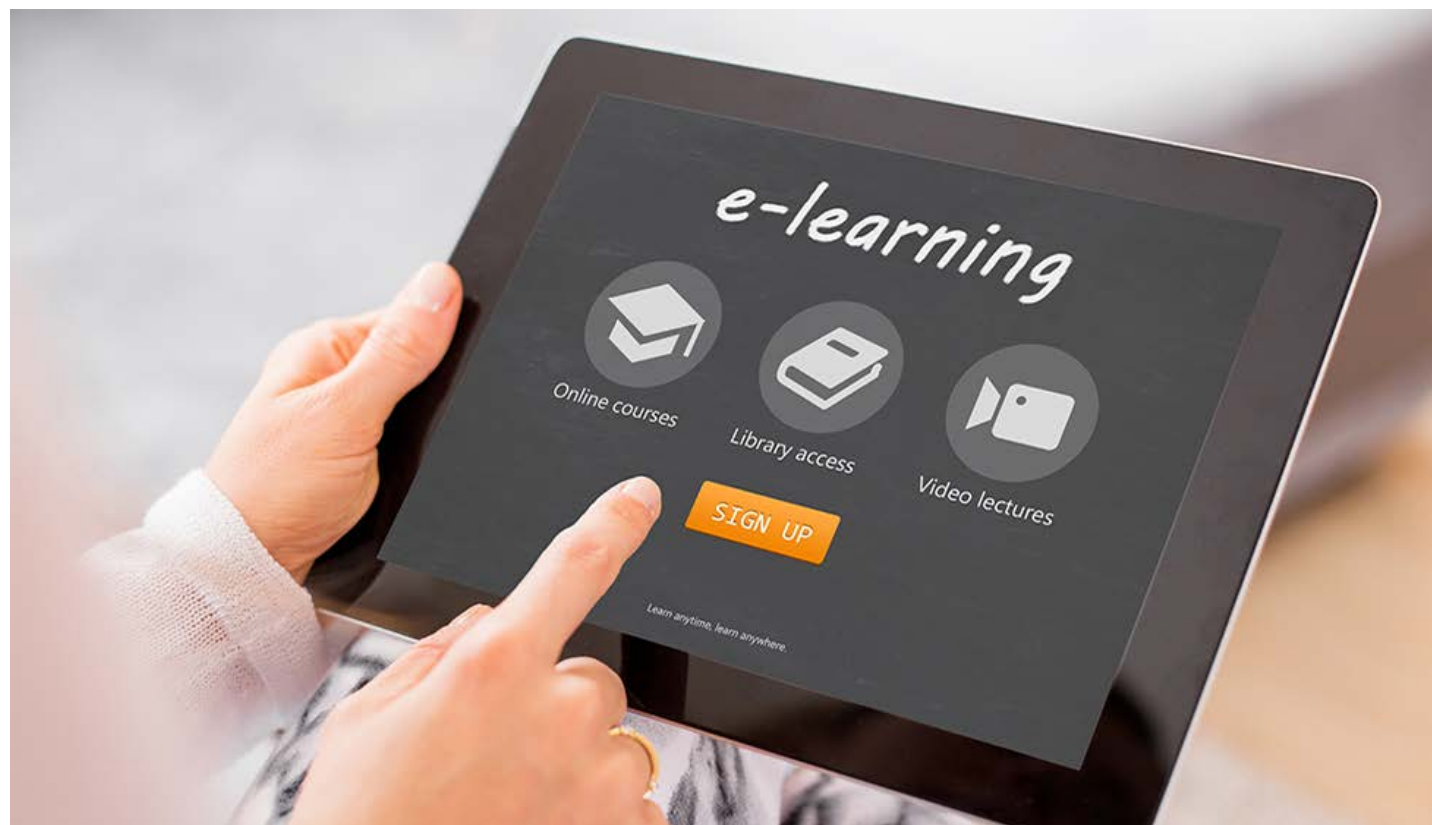 e-learning
Online courses
Library access
Video lectures
SIGN UP
Learn anytime, learn anywhere.